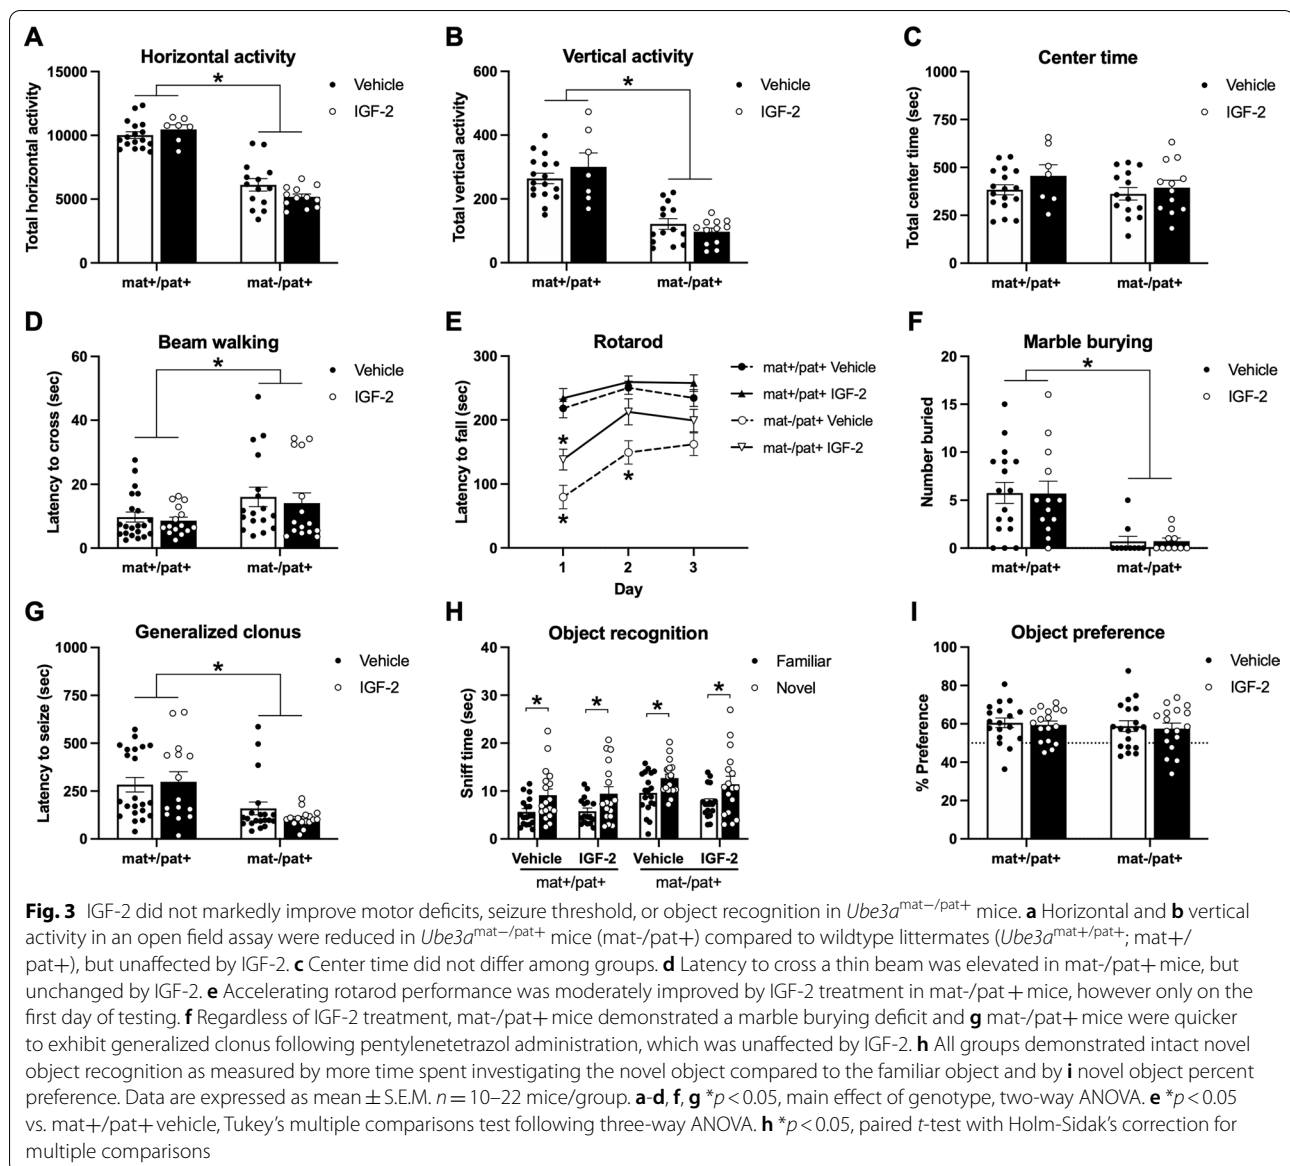 A
Horizontal activity
Total horizontal activity
15000
10000
5000
0
mat+/pat+
mat-/pat+
*
Vehicle
IGF-2
B
Vertical activity
Total vertical activity
600
400
200
0
mat+/pat+
mat-/pat+
*
Vehicle
IGF-2
C
Center time
Total center time (sec)
1000
750
500
250
0
mat+/pat+
mat-/pat+
Vehicle
IGF-2
D
Beam walking
Latency to cross (sec)
60
40
20
0
mat+/pat+
mat-/pat+
*
Vehicle
IGF-2
E
Rotarod
Latency to fall (sec)
300
200
100
0
1
2
3
Day
*
*
*
mat+/pat+ Vehicle
mat+/pat+ IGF-2
mat-/pat+ Vehicle
mat-/pat+ IGF-2
F
Marble burying
Number buried
20
15
10
5
0
mat+/pat+
mat-/pat+
*
Vehicle
IGF-2
G
Generalized clonus
Latency to seize (sec)
1000
750
500
250
0
mat+/pat+
mat-/pat+
*
Vehicle
IGF-2
H
Object recognition
Sniff time (sec)
40
30
20
10
0
*
*
*
*
Vehicle
IGF-2
Vehicle
IGF-2
mat+/pat+
mat-/pat+
Familiar
Novel
I
Object preference
% Preference
100
80
60
40
20
0
mat+/pat+
mat-/pat+
Vehicle
IGF-2
Fig. 3 IGF-2 did not markedly improve motor deficits, seizure threshold, or object recognition in Ube3a^mat−/pat+ mice. a Horizontal and b vertical
activity in an open field assay were reduced in Ube3a^mat−/pat+ mice (mat-/pat+) compared to wildtype littermates (Ube3a^mat+/pat+; mat+/
pat+), but unaffected by IGF-2. c Center time did not differ among groups. d Latency to cross a thin beam was elevated in mat-/pat+ mice, but
unchanged by IGF-2. e Accelerating rotarod performance was moderately improved by IGF-2 treatment in mat-/pat + mice, however only on the
first day of testing. f Regardless of IGF-2 treatment, mat-/pat+ mice demonstrated a marble burying deficit and g mat-/pat+ mice were quicker
to exhibit generalized clonus following pentylenetetrazol administration, which was unaffected by IGF-2. h All groups demonstrated intact novel
object recognition as measured by more time spent investigating the novel object compared to the familiar object and by i novel object percent
preference. Data are expressed as mean ± S.E.M. n = 10–22 mice/group. a-d, f, g *p < 0.05, main effect of genotype, two-way ANOVA. e *p < 0.05
vs. mat+/pat+ vehicle, Tukey's multiple comparisons test following three-way ANOVA. h *p < 0.05, paired t-test with Holm-Sidak's correction for
multiple comparisons